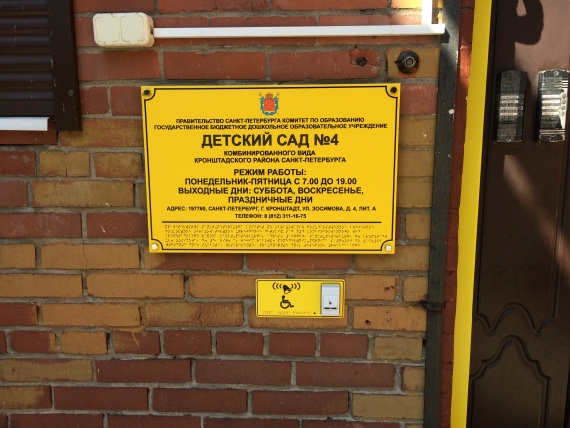 ПРАВИТЕЛЬСТВО САНКТ-ПЕТЕРБУРГА КОМИТЕТ ПО ОБРАЗОВАНИЮ
ГОСУДАРСТВЕННОЕ БЮДЖЕТНОЕ ДОШКОЛЬНОЕ ОБРАЗОВАТЕЛЬНОЕ УЧРЕЖДЕНИЕ
ДЕТСКИЙ САД №4
КОМБИНИРОВАННОГО ВИДА
КРОНШТАДСКОГО РАЙОНА САНКТ-ПЕТЕРБУРГА
РЕЖИМ РАБОТЫ:
ПОНЕДЕЛЬНИК-ПЯТНИЦА С 7.00 ДО 19.00
ВЫХОДНЫЕ ДНИ: СУББОТА, ВОСКРЕСЕНЬЕ,
ПРАЗДНИЧНЫЕ ДНИ
АДРЕС: 197760, САНКТ-ПЕТЕРБУРГ, Г. КРОНШТАДТ, УЛ. ЗОСИМОВА, Д. 4, ЛИТ. А
ТЕЛЕФОН: 8 (812) 311-16-75